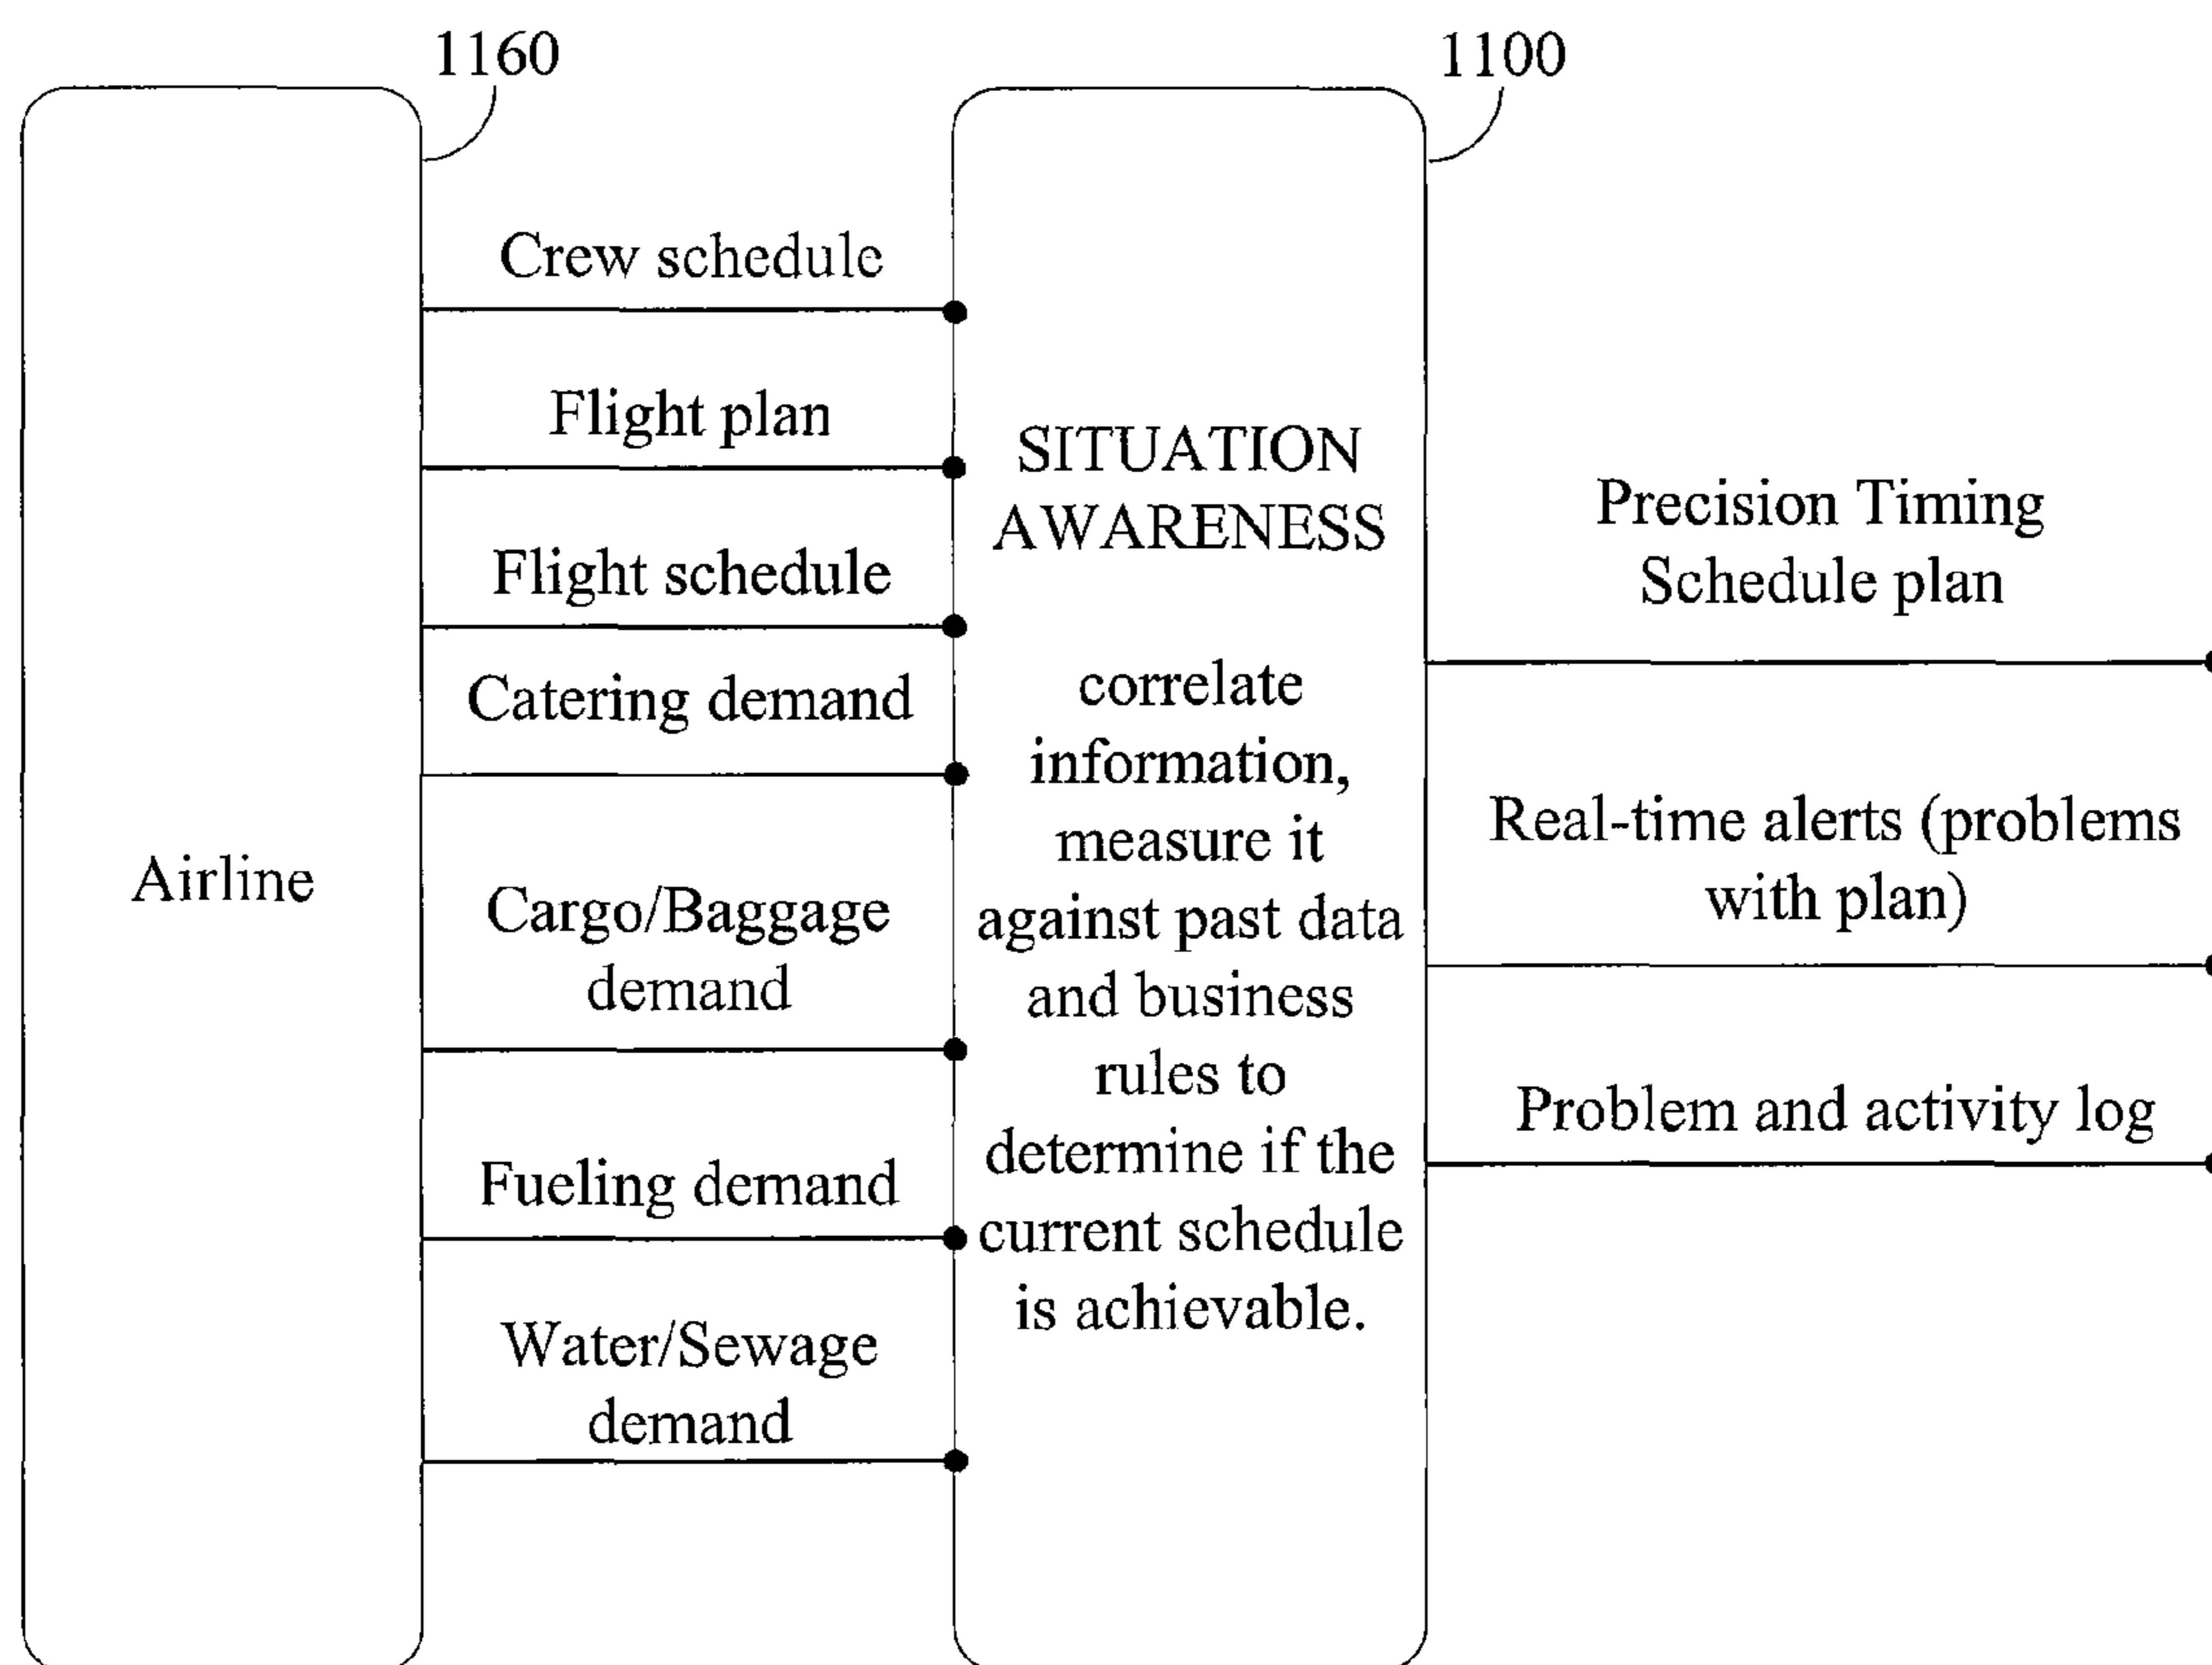 1160
1100
Crew schedule
Flight plan
Flight schedule
Catering demand
Airline
Cargo/Baggage
demand
Fueling demand
Water/Sewage
demand
SITUATION
AWARENESS
correlate
information,
measure it
against past data
and business
rules to
determine if the
current schedule
is achievable.
Precision Timing
Schedule plan
Real-time alerts (problems
with plan)
Problem and activity log